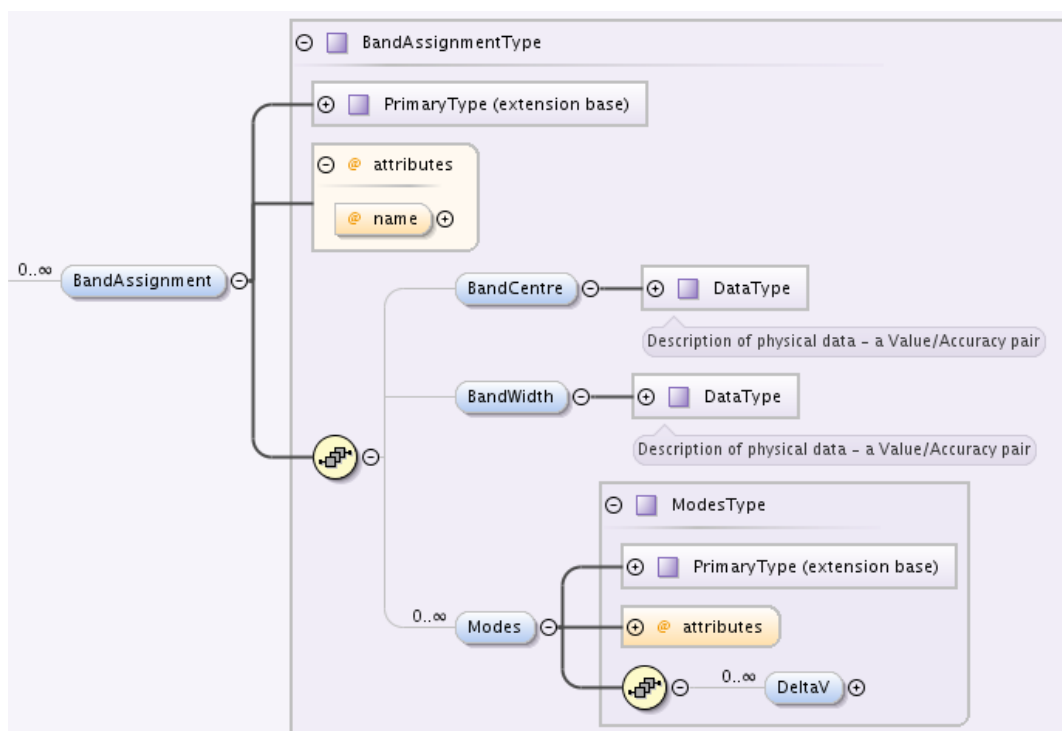 BandAssignmentType
PrimaryType (extension base)
@ attributes
@ name
0..∞
BandAssignment
BandCentre
DataType
Description of physical data – a Value/Accuracy pair
BandWidth
DataType
Description of physical data – a Value/Accuracy pair
ModesType
PrimaryType (extension base)
0..∞
Modes
@ attributes
0..∞
DeltaV